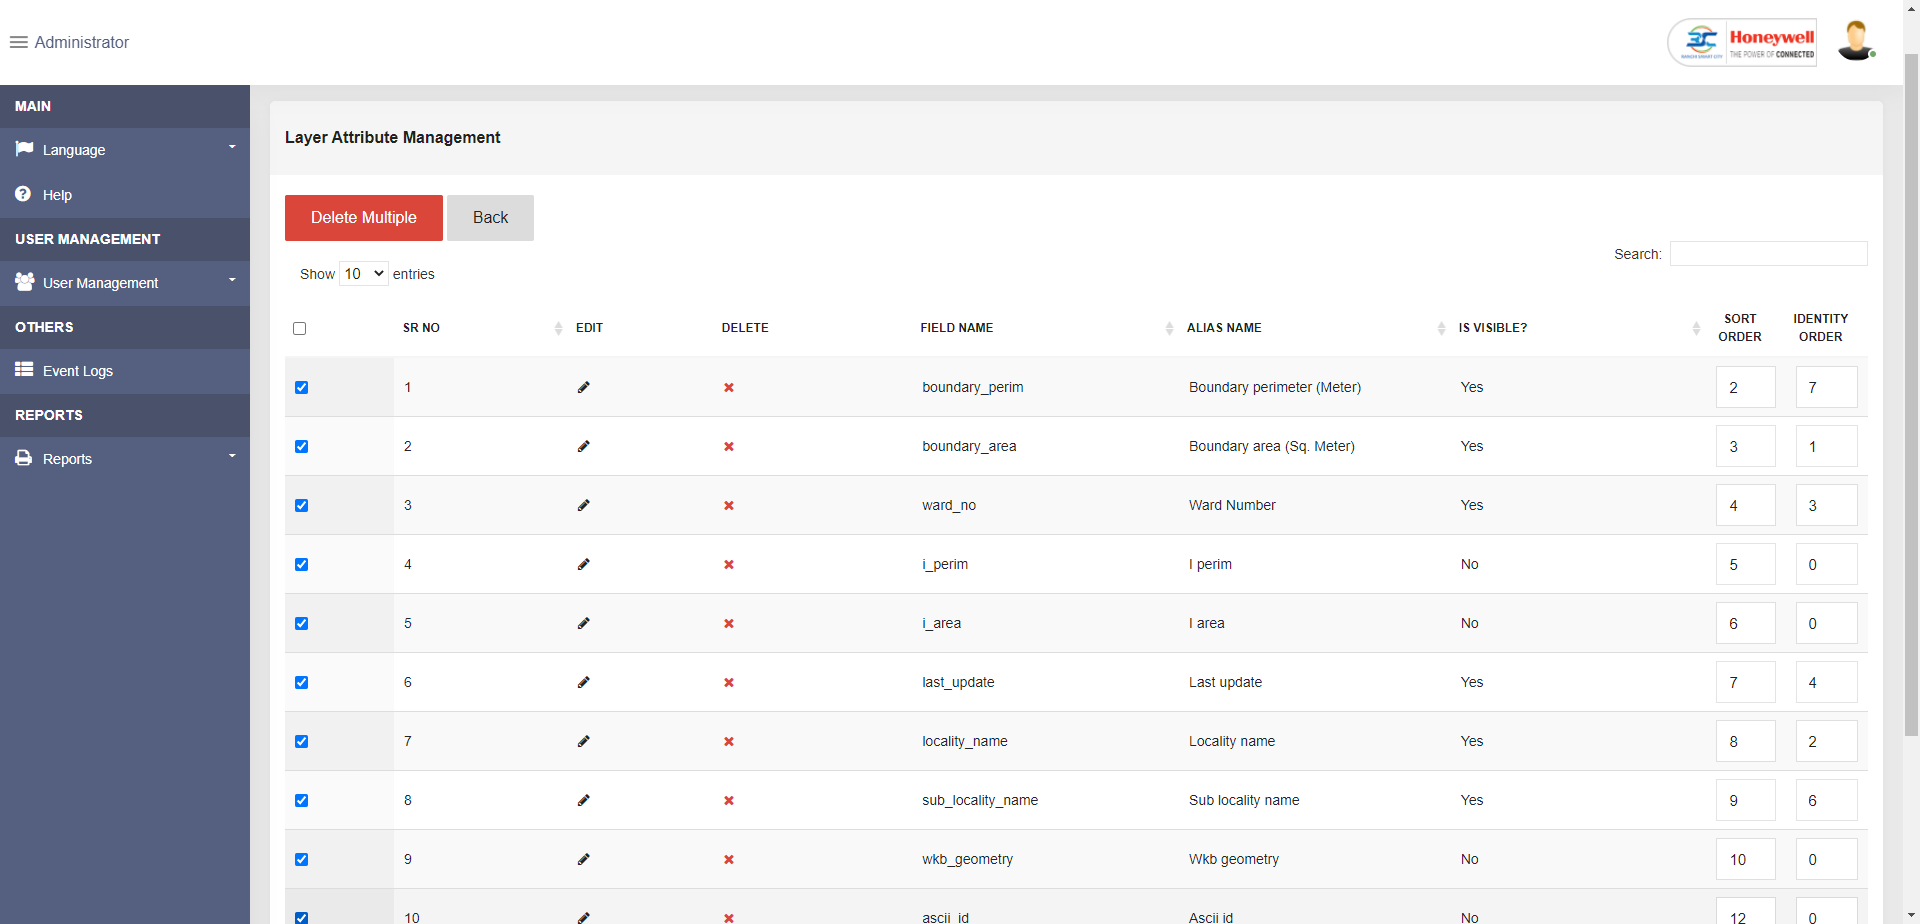 Administrator
Honeywell
THE POWER OF CONNECTED
MAIN
Language
Help
USER MANAGEMENT
User Management
OTHERS
Event Logs
REPORTS
Reports
Layer Attribute Management
Delete Multiple Back
Search:
Show 10 entries
SR NO EDIT DELETE FIELD NAME ALIAS NAME IS VISIBLE? SORT ORDER IDENTITY ORDER
1 boundary_perim Boundary perimeter (Meter) Yes 2 7
2 boundary_area Boundary area (Sq. Meter) Yes 3 1
3 ward_no Ward Number Yes 4 3
4 i_perim I perim No 5 0
5 i_area I area No 6 0
6 last_update Last update Yes 7 4
7 locality_name Locality name Yes 8 2
8 sub_locality_name Sub locality name Yes 9 6
9 wkb_geometry Wkb geometry No 10 0
10 ascii_id Ascii id No 12 0